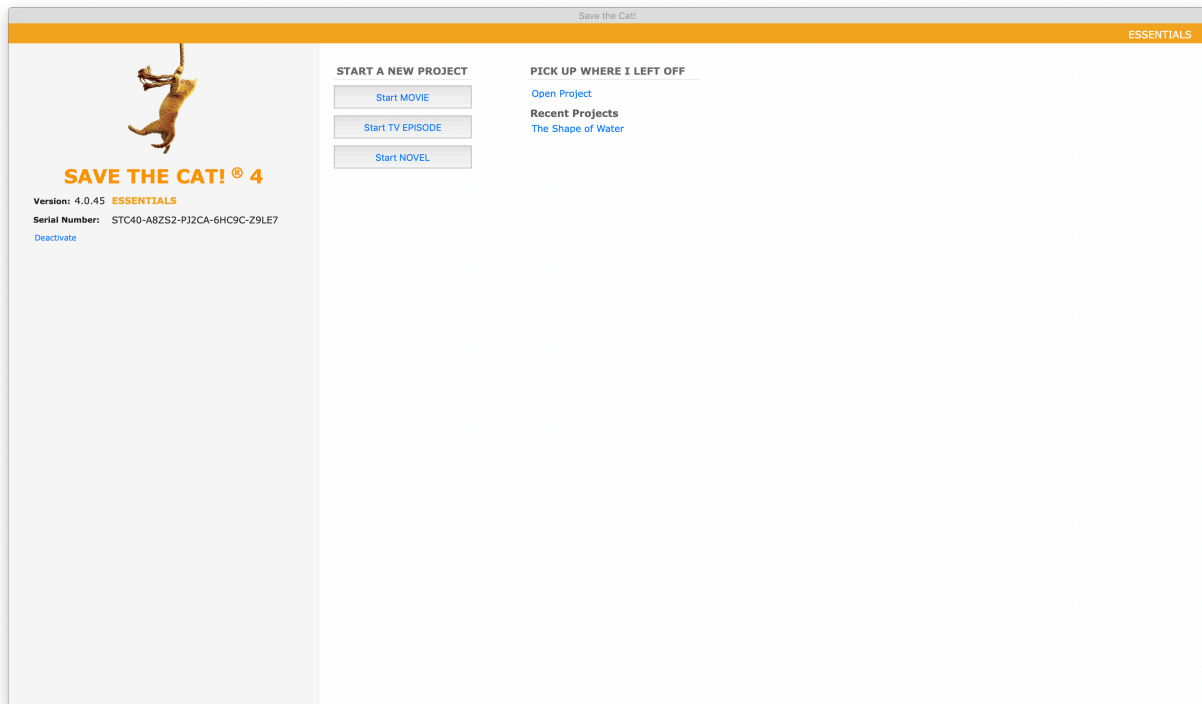 Save the Cat!
ESSENTIALS
SAVE THE CAT! ® 4
Version: 4.0.45 ESSENTIALS
Serial Number: STC40-A8ZS2-PJ2CA-6HC9C-Z9LE7
Deactivate
START A NEW PROJECT
Start MOVIE
Start TV EPISODE
Start NOVEL
PICK UP WHERE I LEFT OFF
Open Project
Recent Projects
The Shape of Water